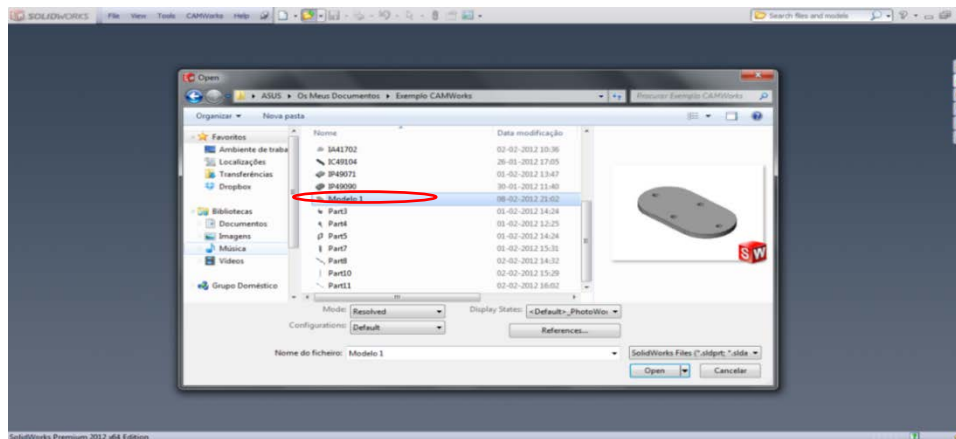 SOLIDWORKS File View Tools CAMWorks Help Search files and models
Open
ASUS Os Meus Documentos Exemplo CAMWorks Procurar Exemplo CAMWorks
Organizar Nova pasta
Nome Data modificação
Favoritos
Ambiente de traba
Localizações
Transferências
Dropbox
Bibliotecas
Documentos
Imagens
Música
Vídeos
Grupo Doméstico
IA41702 02-02-2012 10:36
IC49104 26-01-2012 17:05
IP49071 01-02-2012 13:47
IP49090 30-01-2012 11:40
Modelo 1 08-02-2012 21:02
Part3 01-02-2012 14:24
Part4 01-02-2012 12:25
Part5 01-02-2012 14:24
Part7 01-02-2012 15:31
Part8 02-02-2012 14:32
Part10 02-02-2012 15:29
Part11 02-02-2012 16:02
SW
Mode: Resolved Display States: <Default>_PhotoWor
Configurations: Default References...
Nome do ficheiro: Modelo 1 SolidWorks Files (*.sldprt; *.slda
Open Cancelar
SolidWorks Premium 2012 x64 Edition